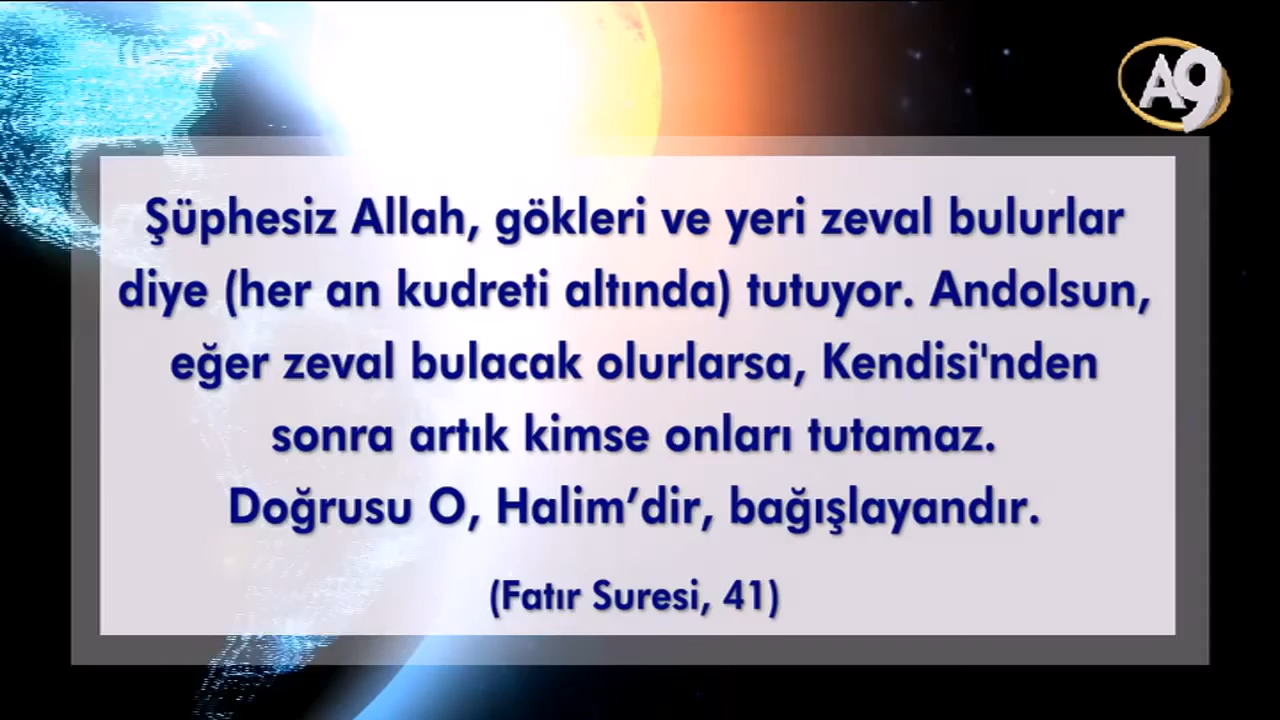 A9
Şüphesiz Allah, gökleri ve yeri zeval bulurlar
diye (her an kudreti altında) tutuyor. Andolsun,
eğer zeval bulacak olurlarsa, Kendisi'nden
sonra artık kimse onları tutamaz.
Doğrusu O, Halim’dir, bağışlayandır.
(Fatır Suresi, 41)